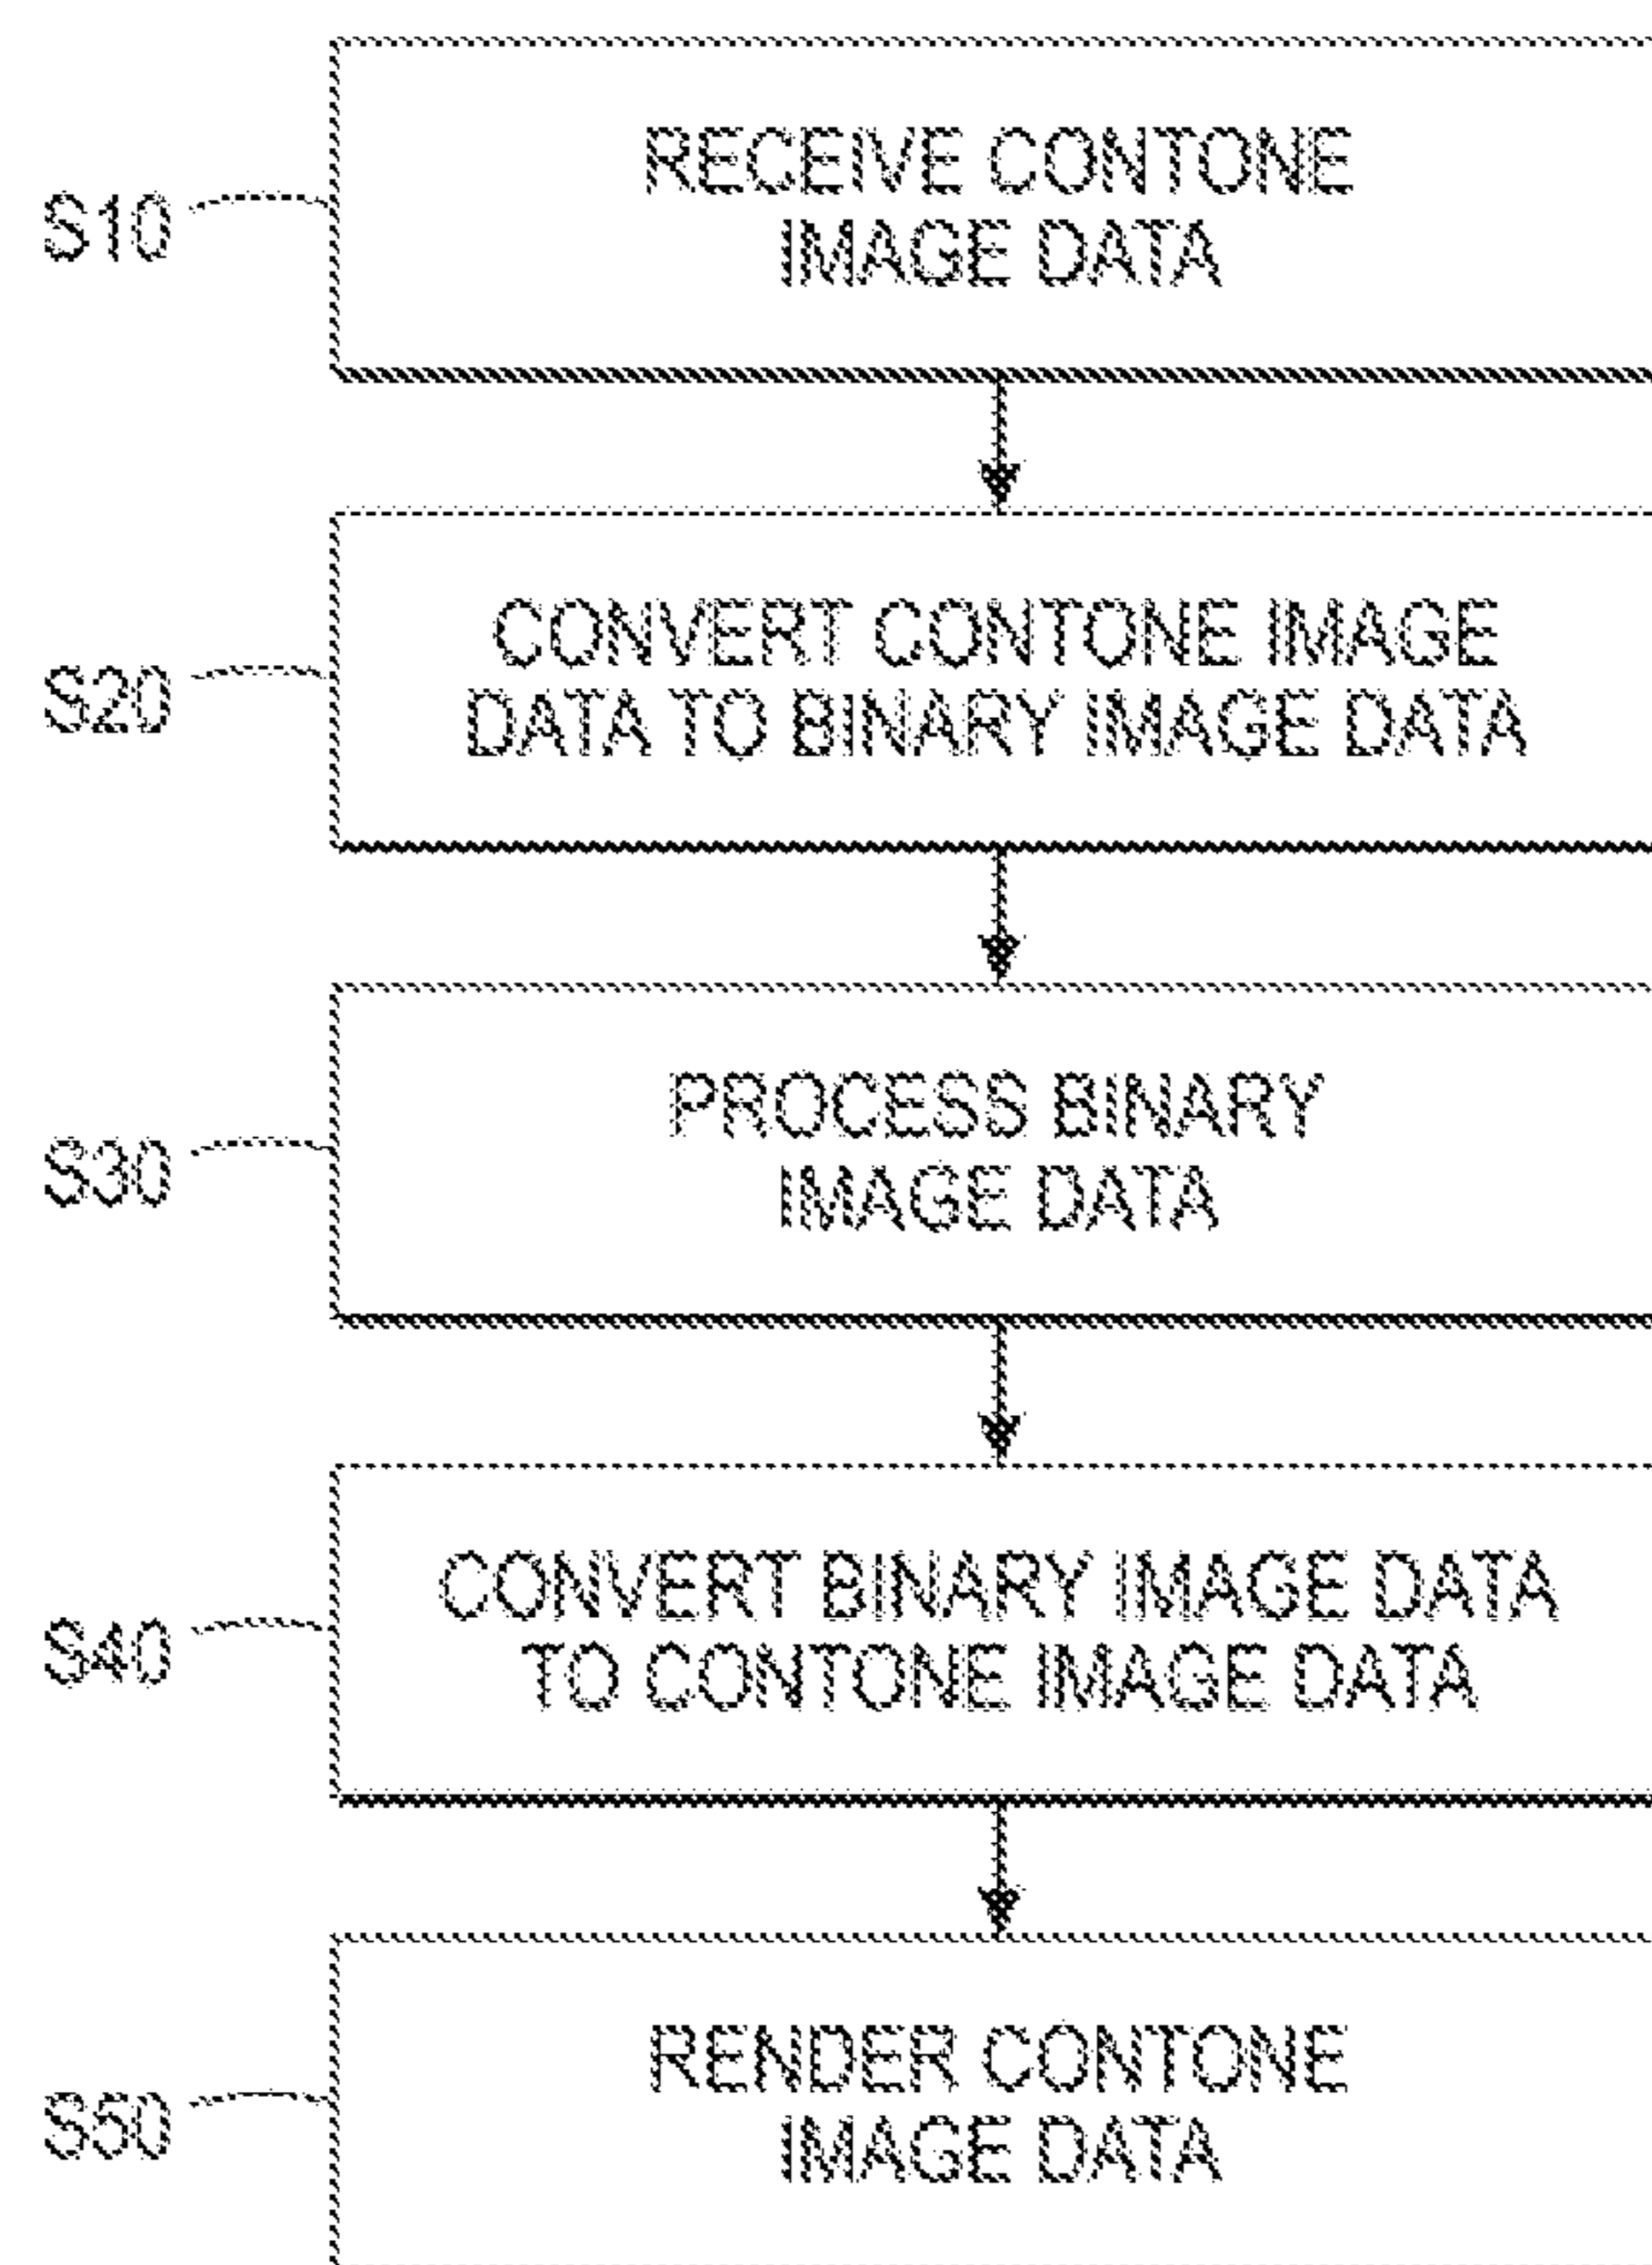 RECEIVE CONTONE
IMAGE DATA
S10
CONVERT CONTONE IMAGE
DATA TO BINARY IMAGE DATA
S20
PROCESS BINARY
IMAGE DATA
S30
CONVERT BINARY IMAGE DATA
TO CONTONE IMAGE DATA
S40
RENDER CONTONE
IMAGE DATA
S50